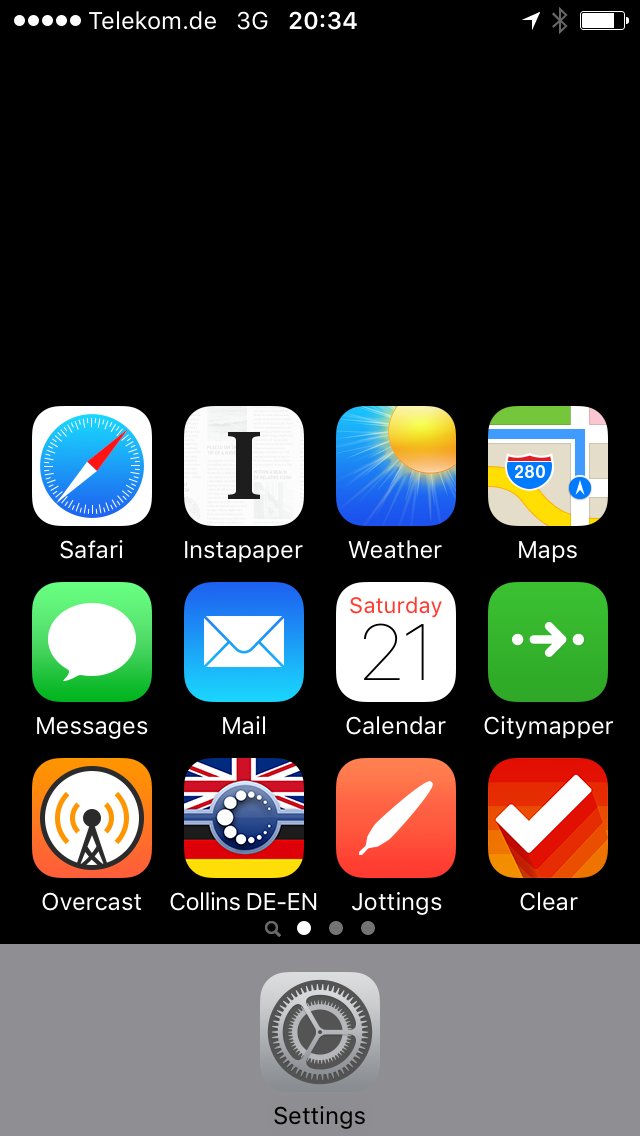 Telekom.de 3G 20:34
Safari Instapaper Weather Maps
280
Saturday
21
Messages Mail Calendar Citymapper
Overcast Collins DE-EN Jottings Clear
Settings